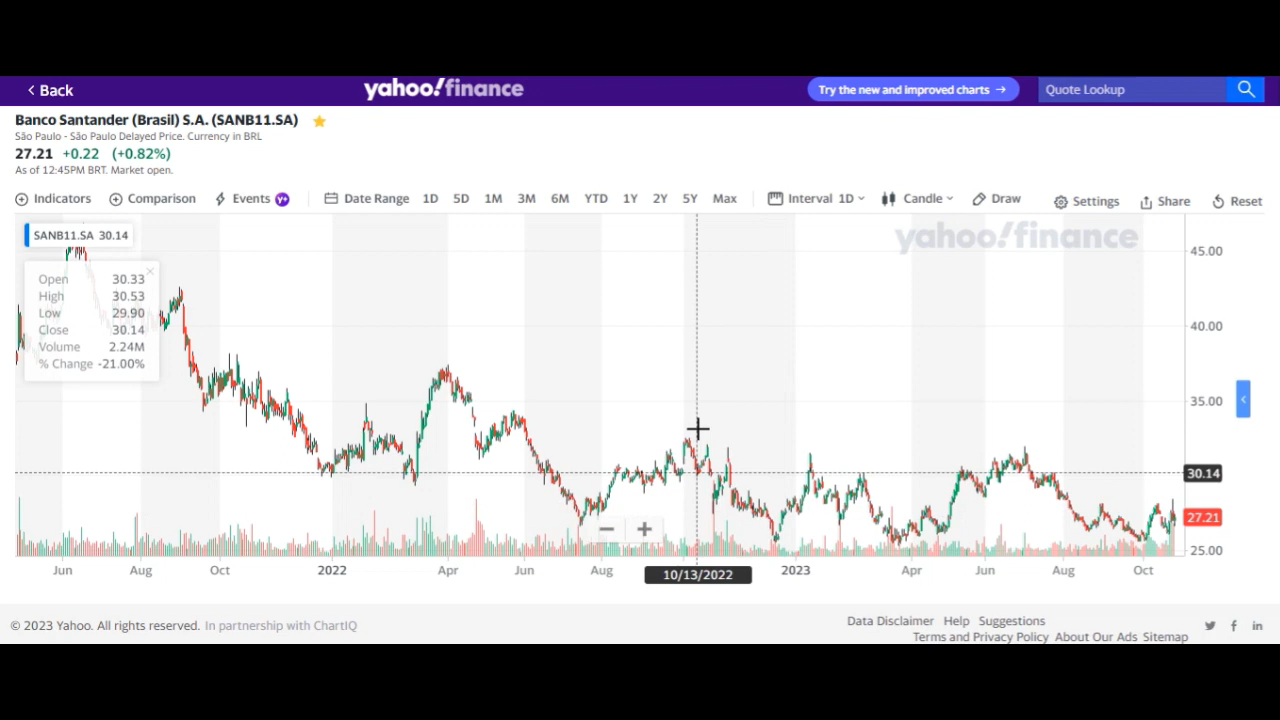 Back
yahoo!finance
Try the new and improved charts →
Quote Lookup
Banco Santander (Brasil) S.A. (SANB11.SA)
São Paulo - São Paulo Delayed Price. Currency in BRL
27.21 +0.22 (+0.82%)
As of 12:45PM BRT. Market open.
Indicators Comparison Events Y+ Date Range 1D 5D 1M 3M 6M YTD 1Y 2Y 5Y Max Interval 1D Candle Draw Settings Share Reset
SANB11.SA 30.14
yahoo!finance
Open 30.33
High 30.53
Low 29.90
Close 30.14
Volume 2.24M
% Change -21.00%
45.00
40.00
35.00
30.14
27.21
25.00
Jun Aug Oct 2022 Apr Jun Aug 10/13/2022 2023 Apr Jun Aug Oct
© 2023 Yahoo. All rights reserved. In partnership with ChartIQ
Data Disclaimer Help Suggestions
Terms and Privacy Policy About Our Ads Sitemap